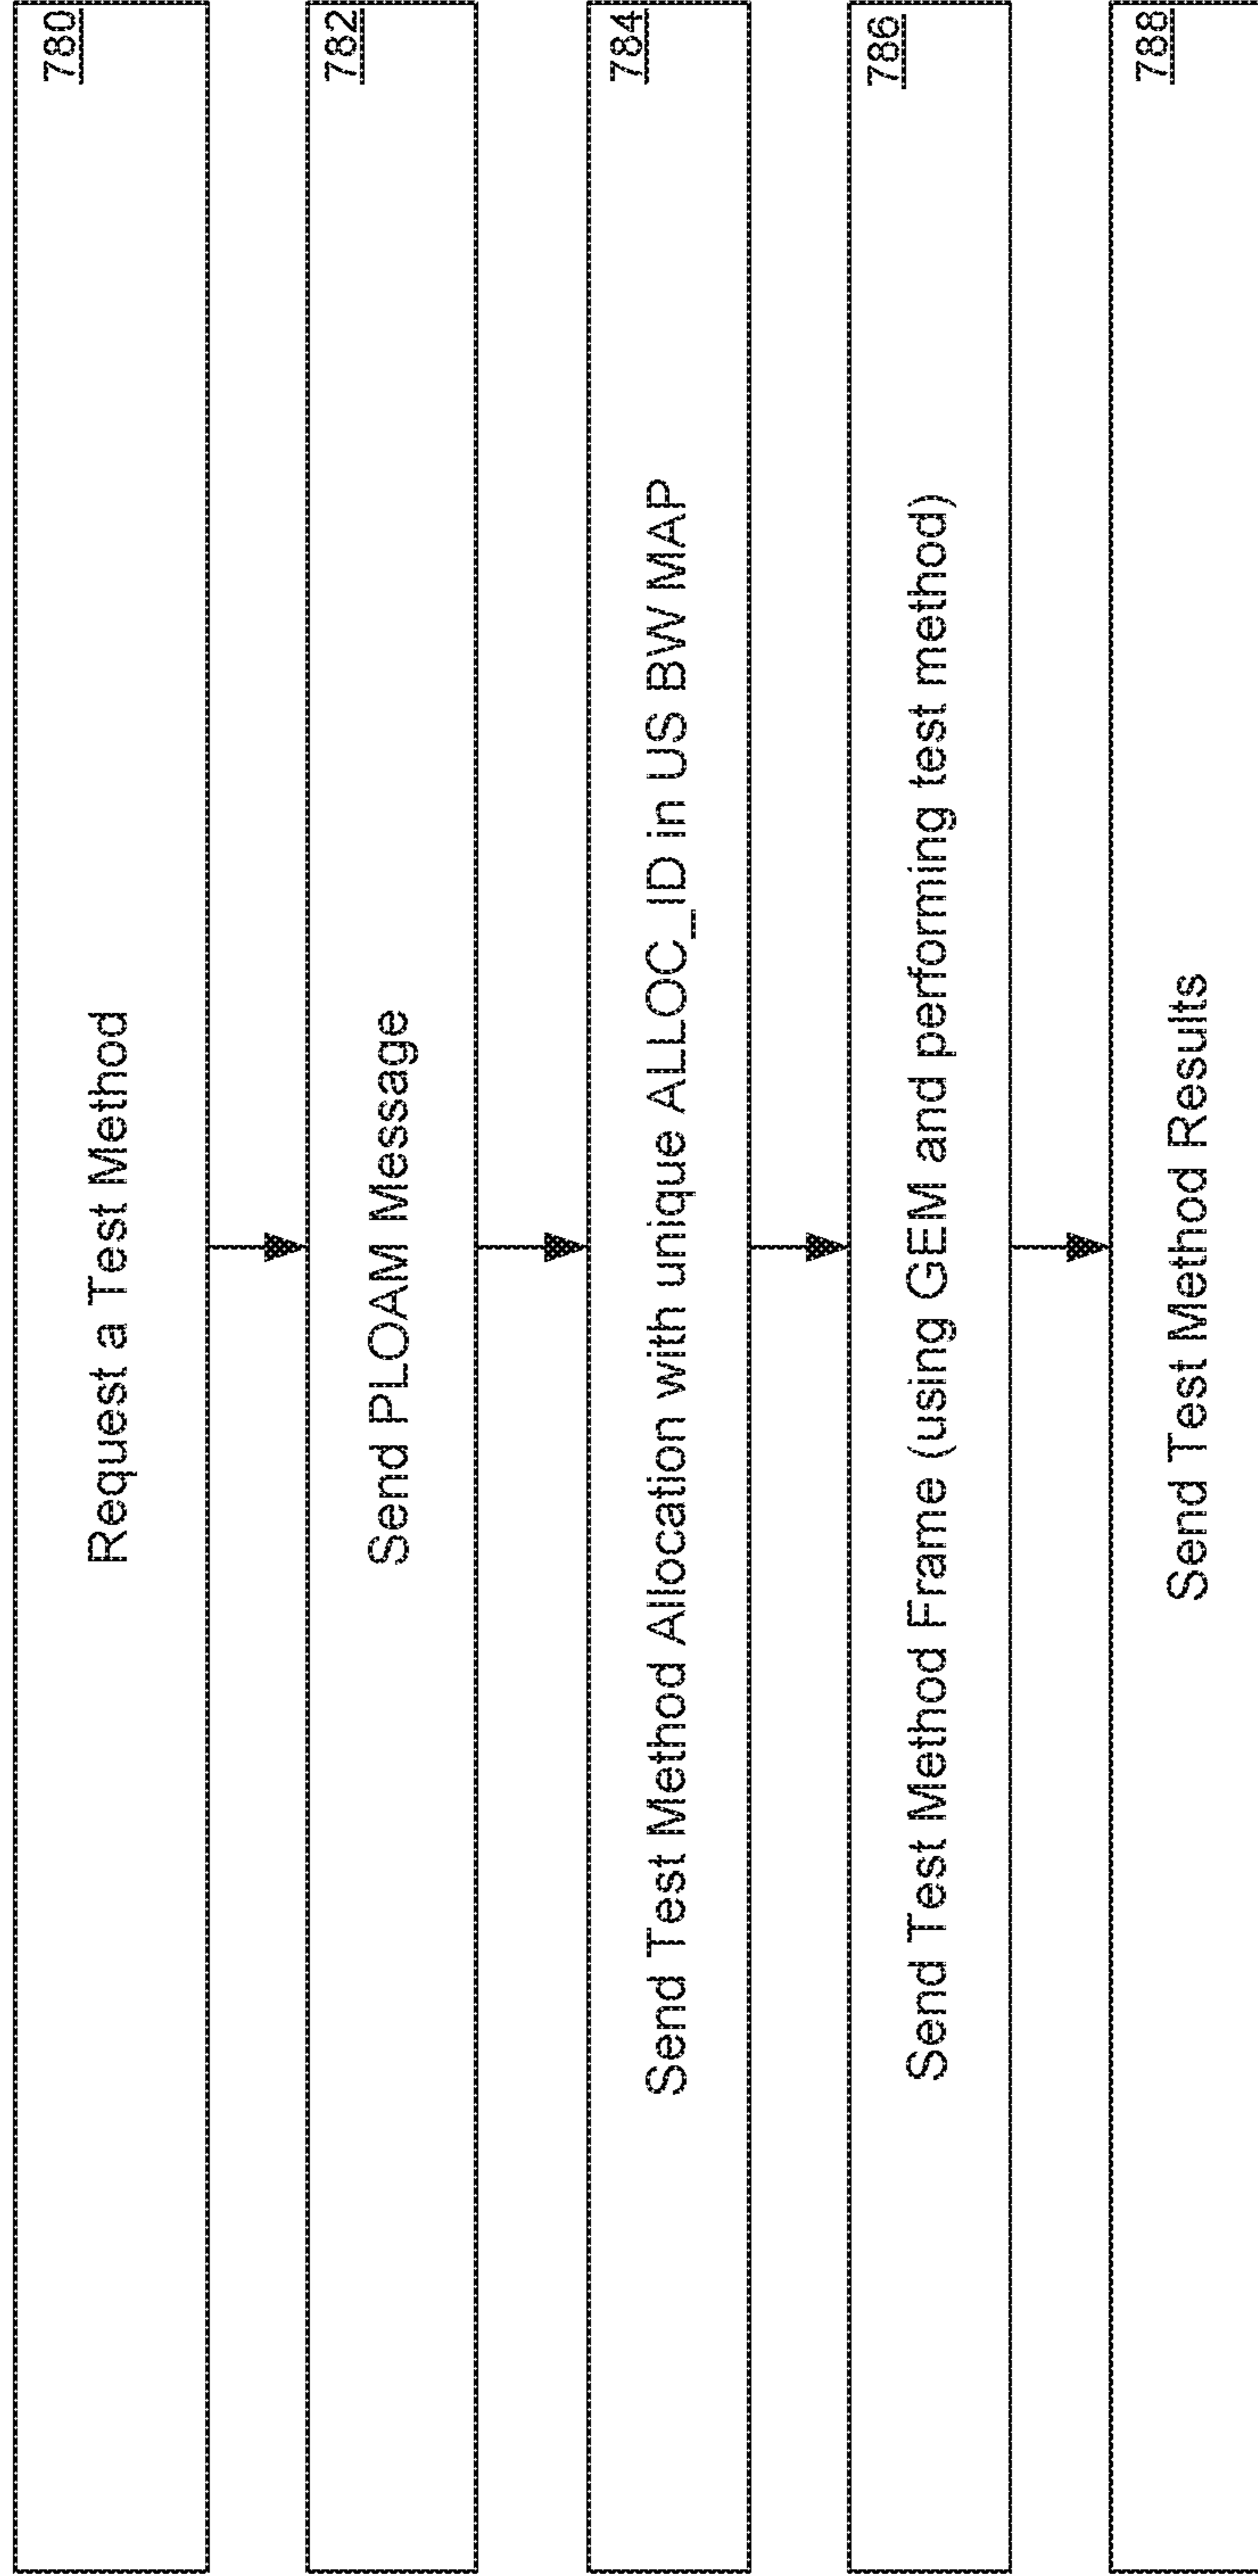 780
Request a Test Method
782
Send PLOAM Message
784
Send Test Method Allocation with unique ALLOC_ID in US BW MAP
786
Send Test Method Frame (using GEM and performing test method)
788
Send Test Method Results